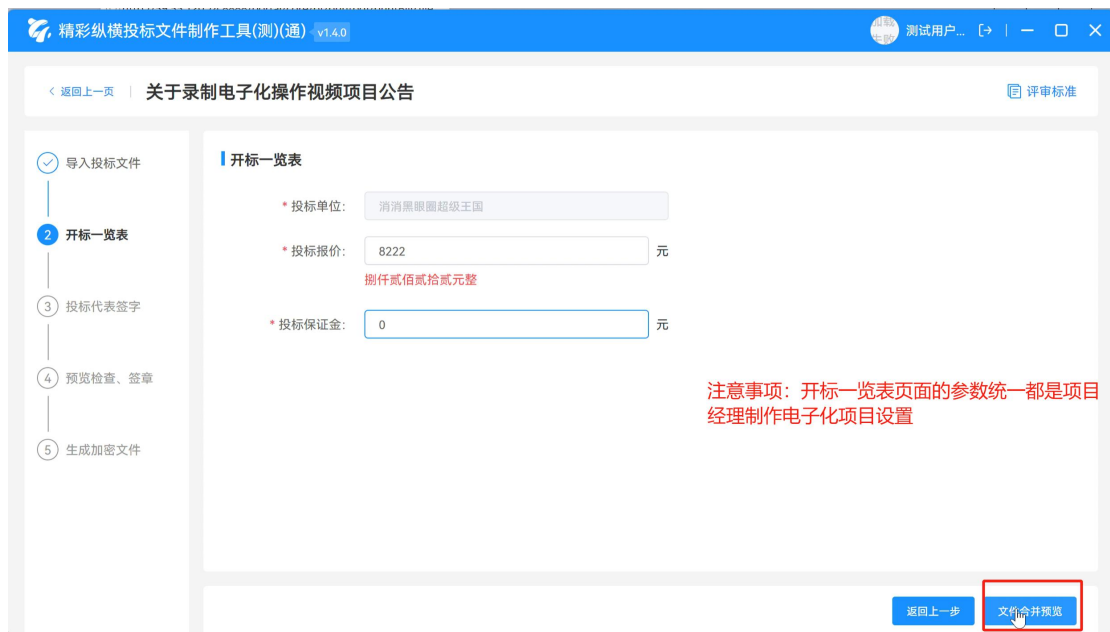 精彩纵横投标文件制作工具(测)(通) v1.4.0
测试用户...
返回上一页
关于录制电子化操作视频项目公告
评审标准
导入投标文件
2 开标一览表
3 投标代表签字
4 预览检查、签章
5 生成加密文件
开标一览表
* 投标单位: 消消黑眼圈超级王国
* 投标报价: 8222 元
捌仟贰佰贰拾贰元整
* 投标保证金: 0 元
注意事项：开标一览表页面的参数统一都是项目
经理制作电子化项目设置
返回上一步
文件合并预览